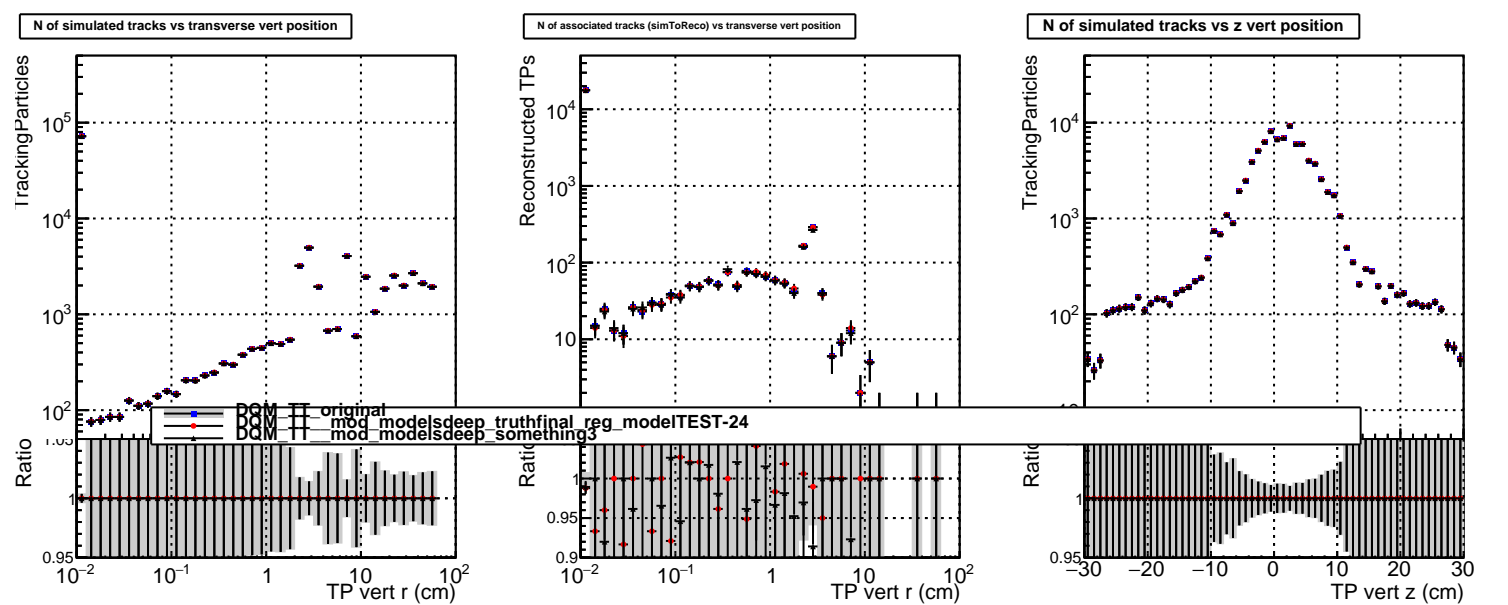 N of simulated tracks vs transverse vert position
N of associated tracks (simToReco) vs transverse vert position
N of simulated tracks vs z vert position
TrackingParticles
10^5
10^4
10^3
10^2
Reconstructed TPs
10^4
10^3
10^2
10
TrackingParticles
10^4
10^3
10^2
DQM_TT_original
DQM_TT__mod_modelsdeep_truthfinal_reg_modelTEST-24
DQM_TT__mod_modelsdeep_something3
Ratio
1
0.95
10^−2 10^−1 1 10 10^2
TP vert r (cm)
Ratio
1
0.95
0.9
10^−2 10^−1 1 10 10^2
TP vert r (cm)
Ratio
1
0.95
−30 −20 −10 0 10 20 30
TP vert z (cm)